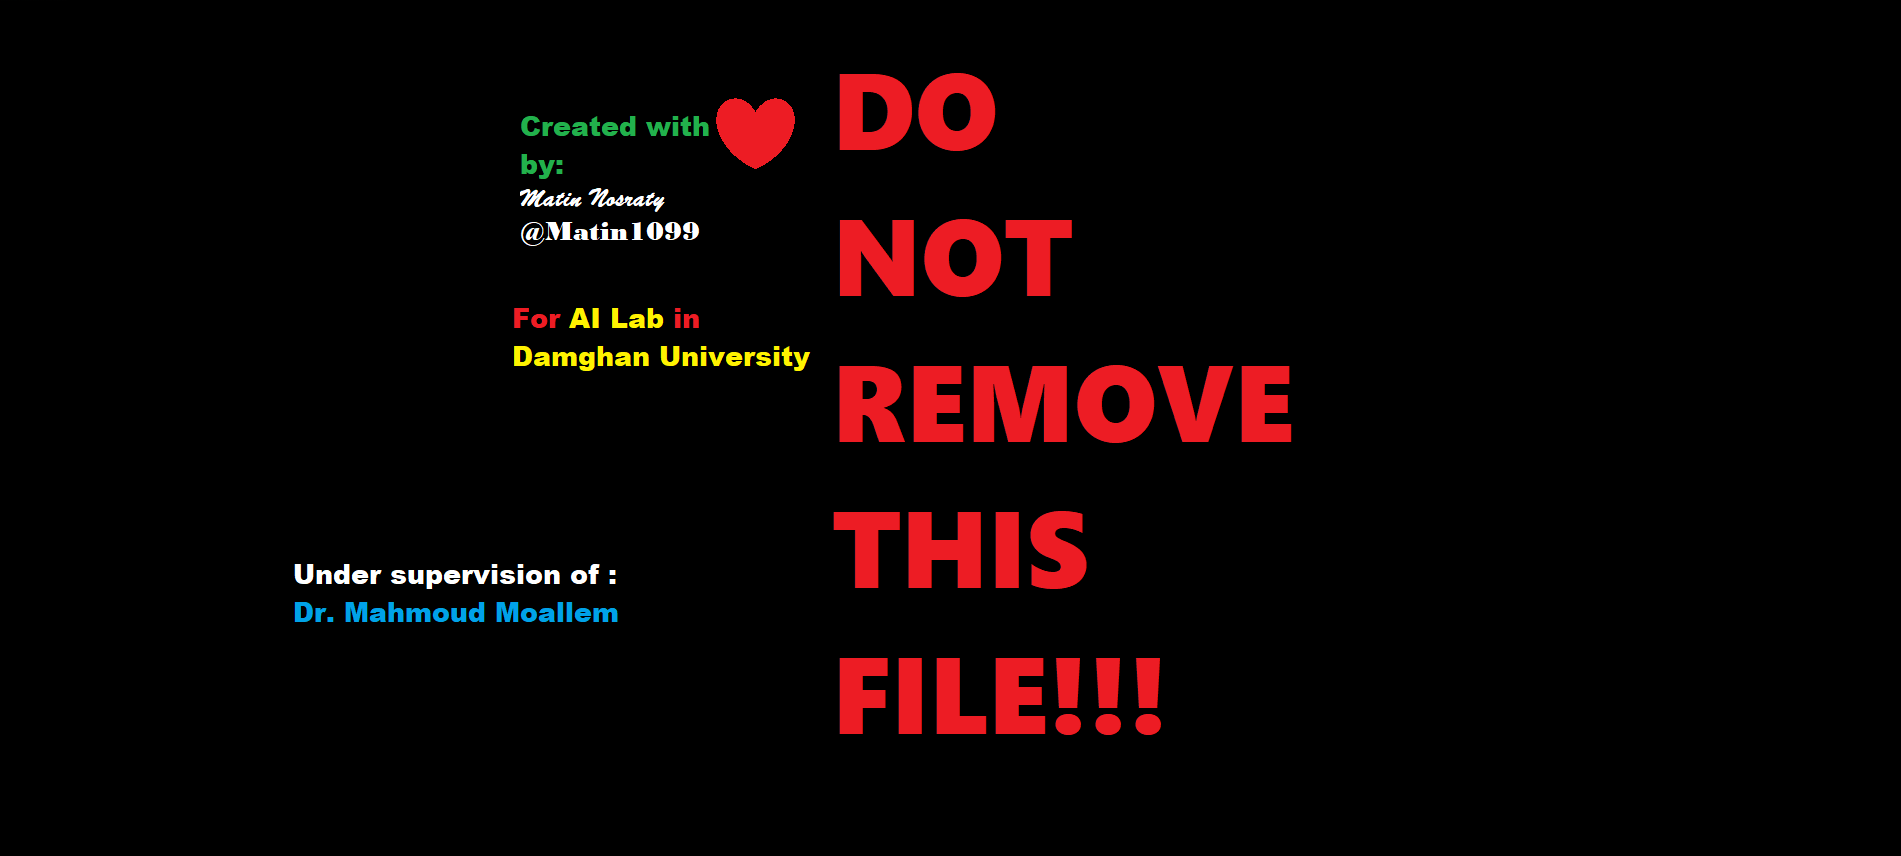 Created with
by:
Matin Nosraty
@Matin1099
For AI Lab in
Damghan University
Under supervision of :
Dr. Mahmoud Moallem
DO
NOT
REMOVE
THIS
FILE!!!